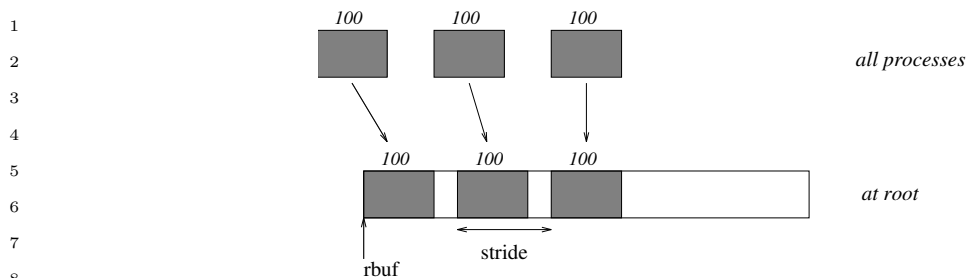 1
100 100 100
2 all processes
3
4
5 100 100 100
6 at root
7 stride
8 rbuf